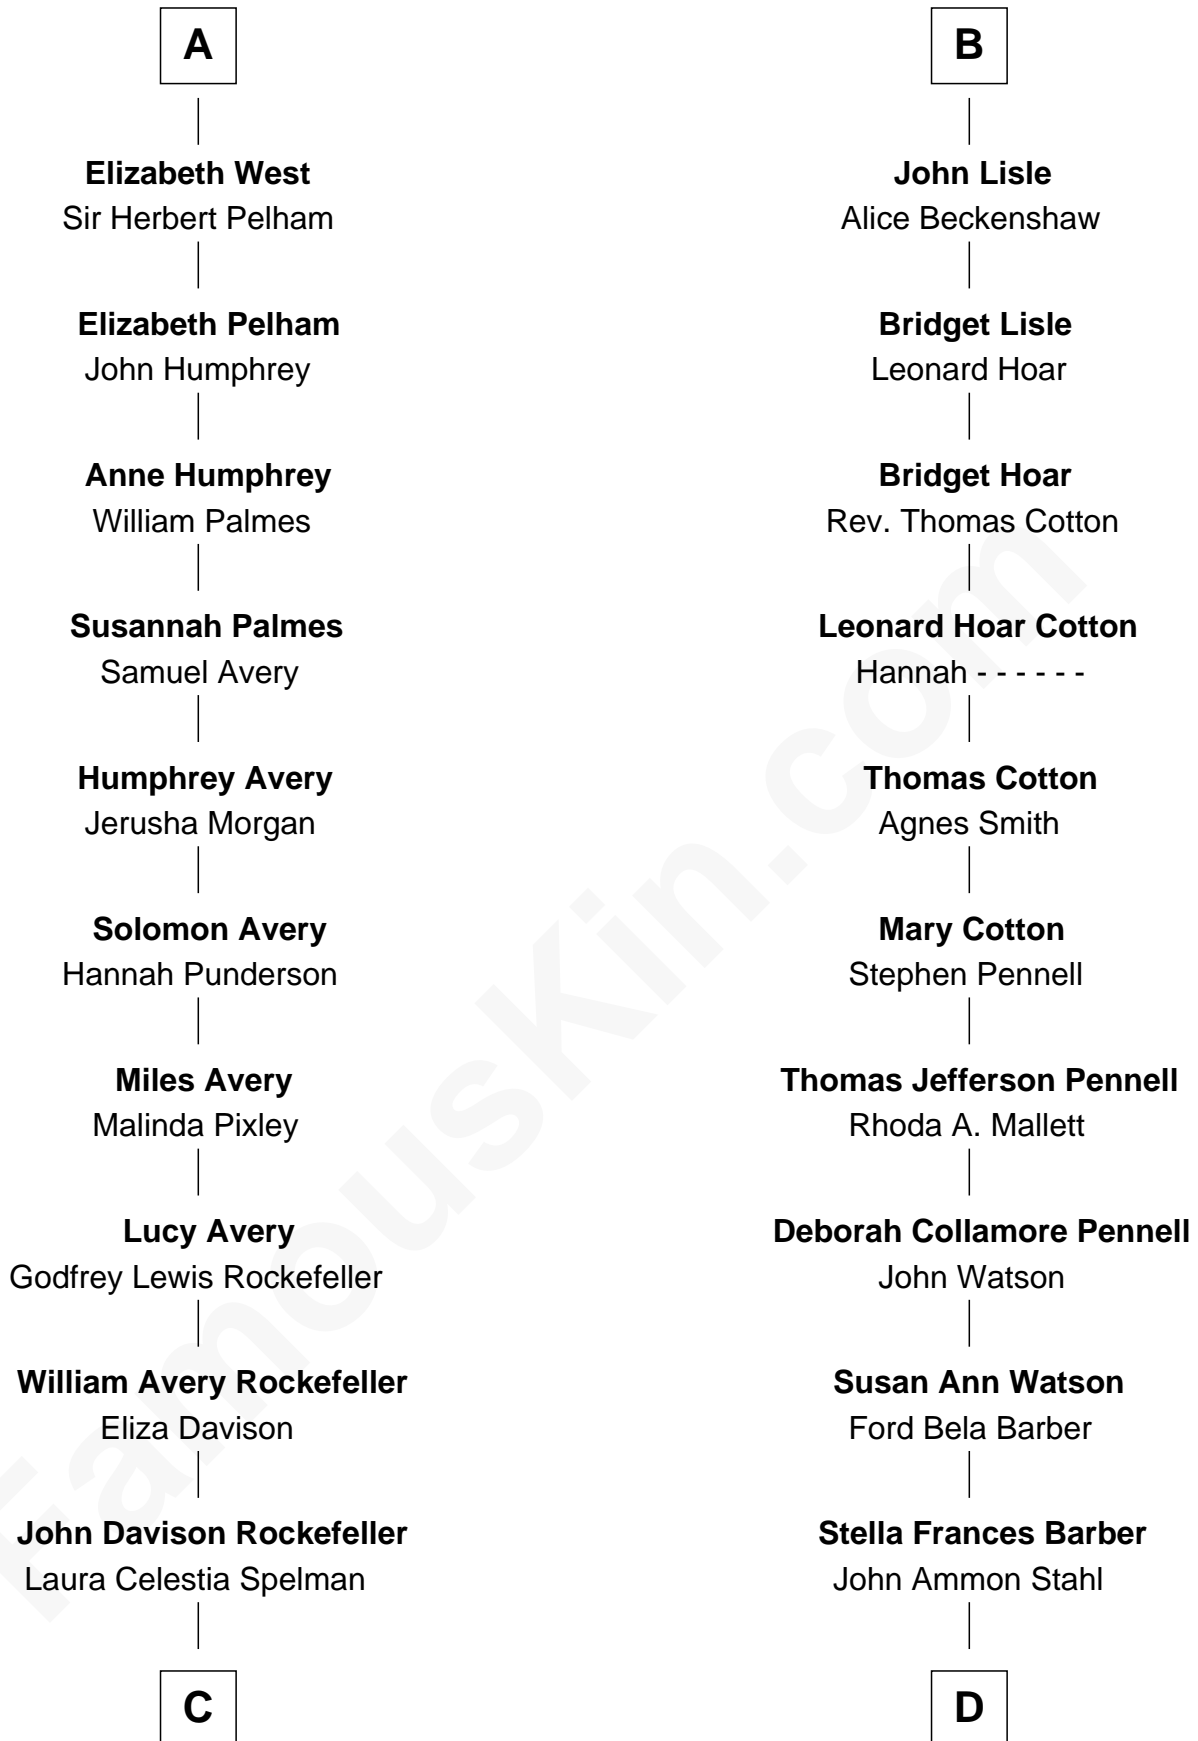 A
Elizabeth West
Sir Herbert Pelham
Elizabeth Pelham
John Humphrey
Anne Humphrey
William Palmes
Susannah Palmes
Samuel Avery
Humphrey Avery
Jerusha Morgan
Solomon Avery
Hannah Punderson
Miles Avery
Malinda Pixley
Lucy Avery
Godfrey Lewis Rockefeller
William Avery Rockefeller
Eliza Davison
John Davison Rockefeller
Laura Celestia Spelman
C
B
John Lisle
Alice Beckenshaw
Bridget Lisle
Leonard Hoar
Bridget Hoar
Rev. Thomas Cotton
Leonard Hoar Cotton
Hannah - - - - - -
Thomas Cotton
Agnes Smith
Mary Cotton
Stephen Pennell
Thomas Jefferson Pennell
Rhoda A. Mallett
Deborah Collamore Pennell
John Watson
Susan Ann Watson
Ford Bela Barber
Stella Frances Barber
John Ammon Stahl
D
FamousKin.com